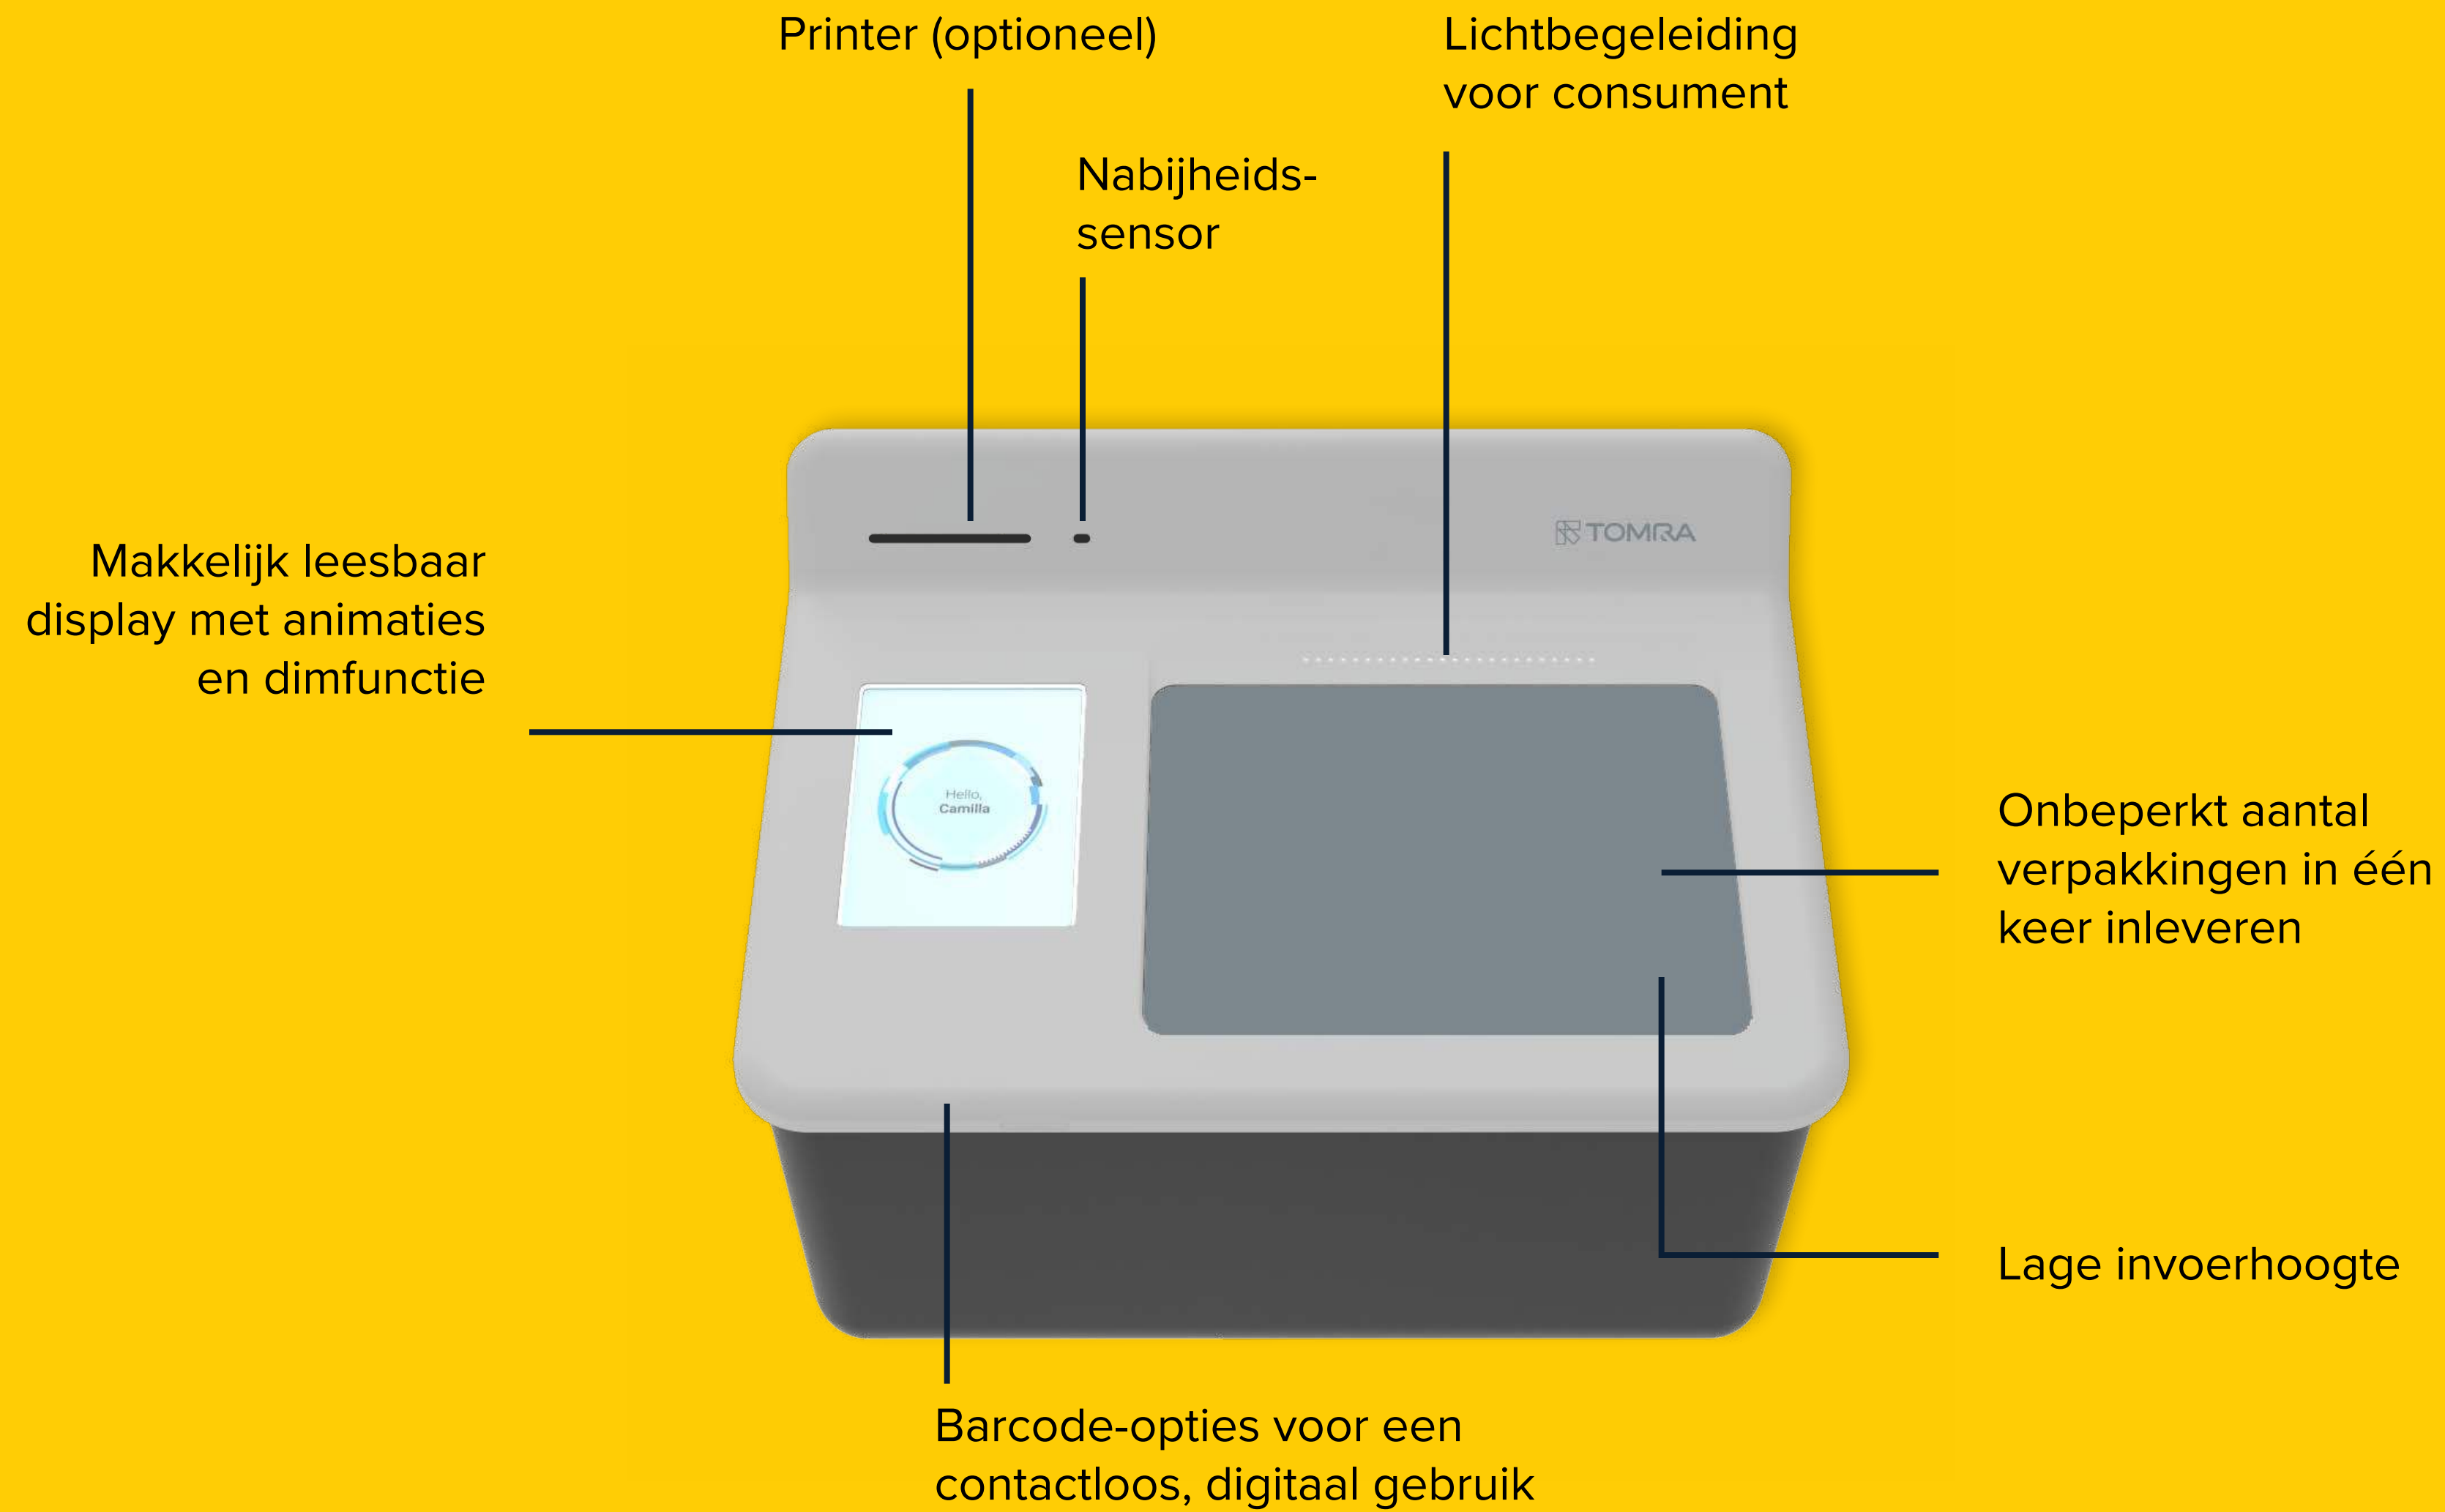 Printer (optioneel)
Lichtbegeleiding
voor consument
Nabijheids-
sensor
TOMRA
Makkelijk leesbaar
display met animaties
en dimfunctie
Hello,
Camilla
Onbeperkt aantal
verpakkingen in één
keer inleveren
Lage invoerhoogte
Barcode-opties voor een
contactloos, digitaal gebruik